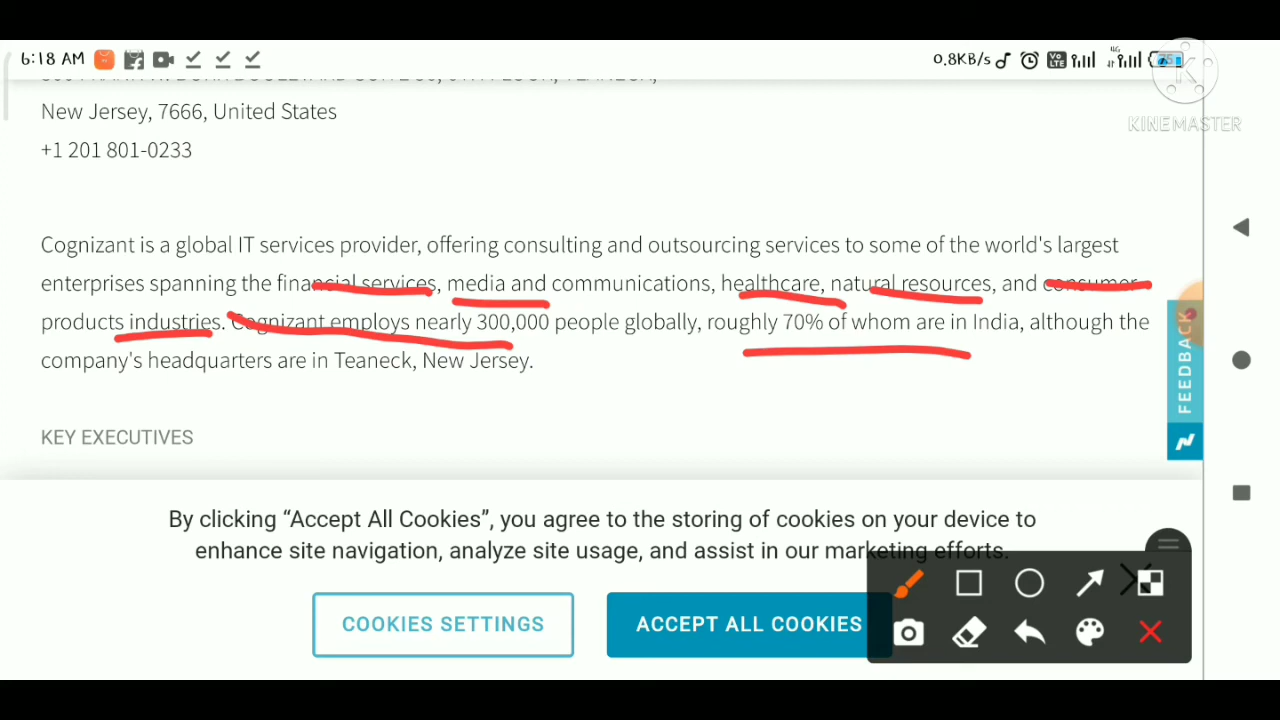 6:18 AM
0.8KB/s
4G
Vo LTE
75
KINEMASTER
New Jersey, 7666, United States
+1 201 801-0233
Cognizant is a global IT services provider, offering consulting and outsourcing services to some of the world's largest
enterprises spanning the financial services, media and communications, healthcare, natural resources, and consumer
products industries. Cognizant employs nearly 300,000 people globally, roughly 70% of whom are in India, although the
company's headquarters are in Teaneck, New Jersey.
FEEDBACK
KEY EXECUTIVES
By clicking “Accept All Cookies”, you agree to the storing of cookies on your device to
enhance site navigation, analyze site usage, and assist in our marketing efforts.
COOKIES SETTINGS
ACCEPT ALL COOKIES